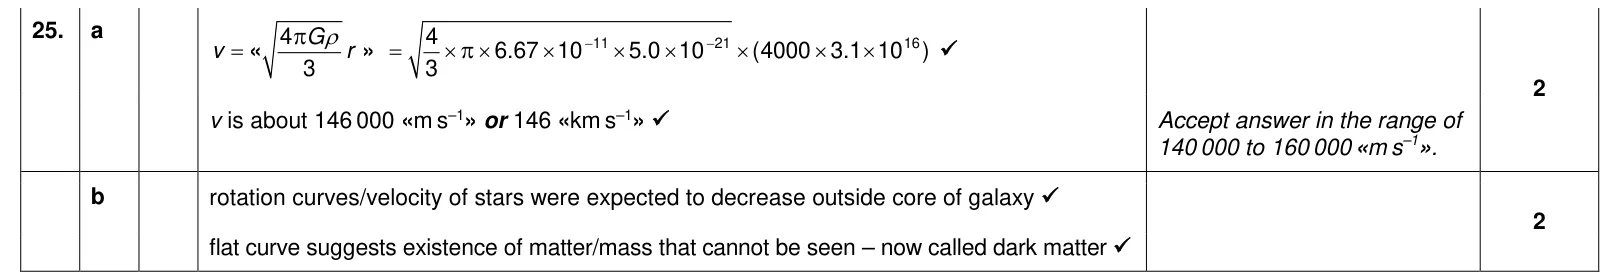 25. a v = «√(4πGρ/3) r» = √(4/3 × π × 6.67 × 10⁻¹¹ × 5.0 × 10⁻²¹) × (4000 × 3.1 × 10¹⁶) ✓
v is about 146 000 «m s⁻¹» or 146 «km s⁻¹» ✓
Accept answer in the range of
140 000 to 160 000 «m s⁻¹».
2
b rotation curves/velocity of stars were expected to decrease outside core of galaxy ✓
flat curve suggests existence of matter/mass that cannot be seen – now called dark matter ✓
2